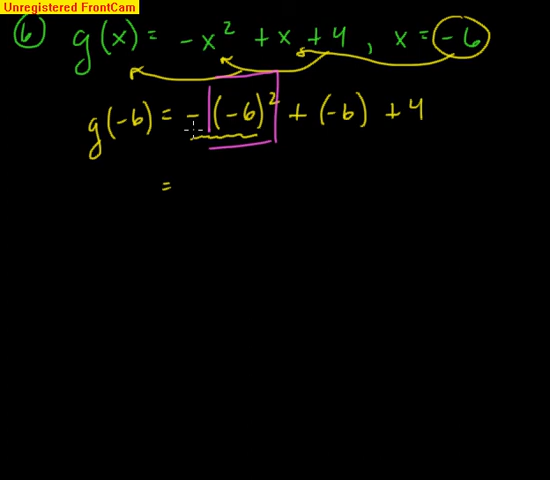 Unregistered FrontCam
⑥ g(x) = -x² + x + 4, x = -6
g(-6) = -(-6)² + (-6) + 4
=